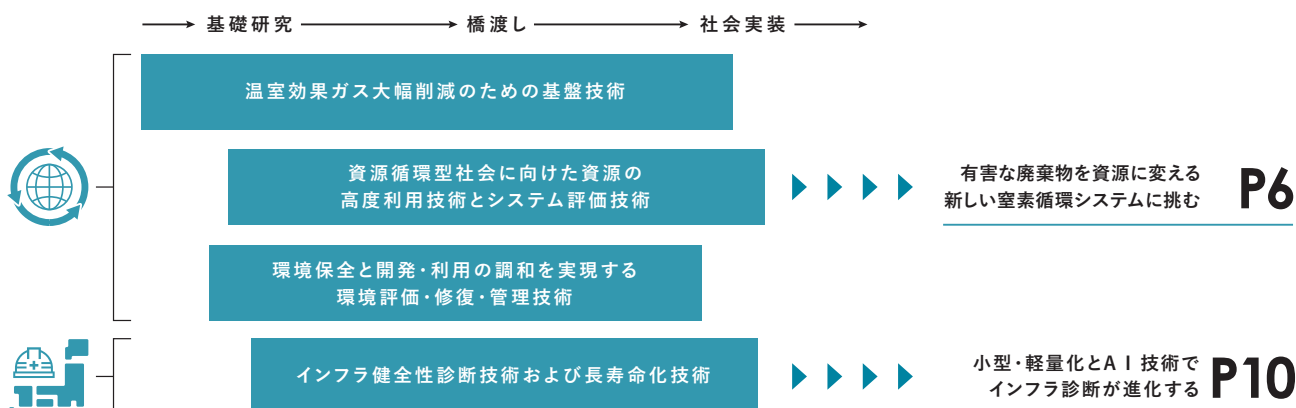 基礎研究 橋渡し 社会実装
温室効果ガス大幅削減のための基盤技術
資源循環型社会に向けた資源の
高度利用技術とシステム評価技術
有害な廃棄物を資源に変える
新しい窒素循環システムに挑む
P6
環境保全と開発・利用の調和を実現する
環境評価・修復・管理技術
インフラ健全性診断技術および長寿命化技術
小型・軽量化とAI技術で
インフラ診断が進化する
P10